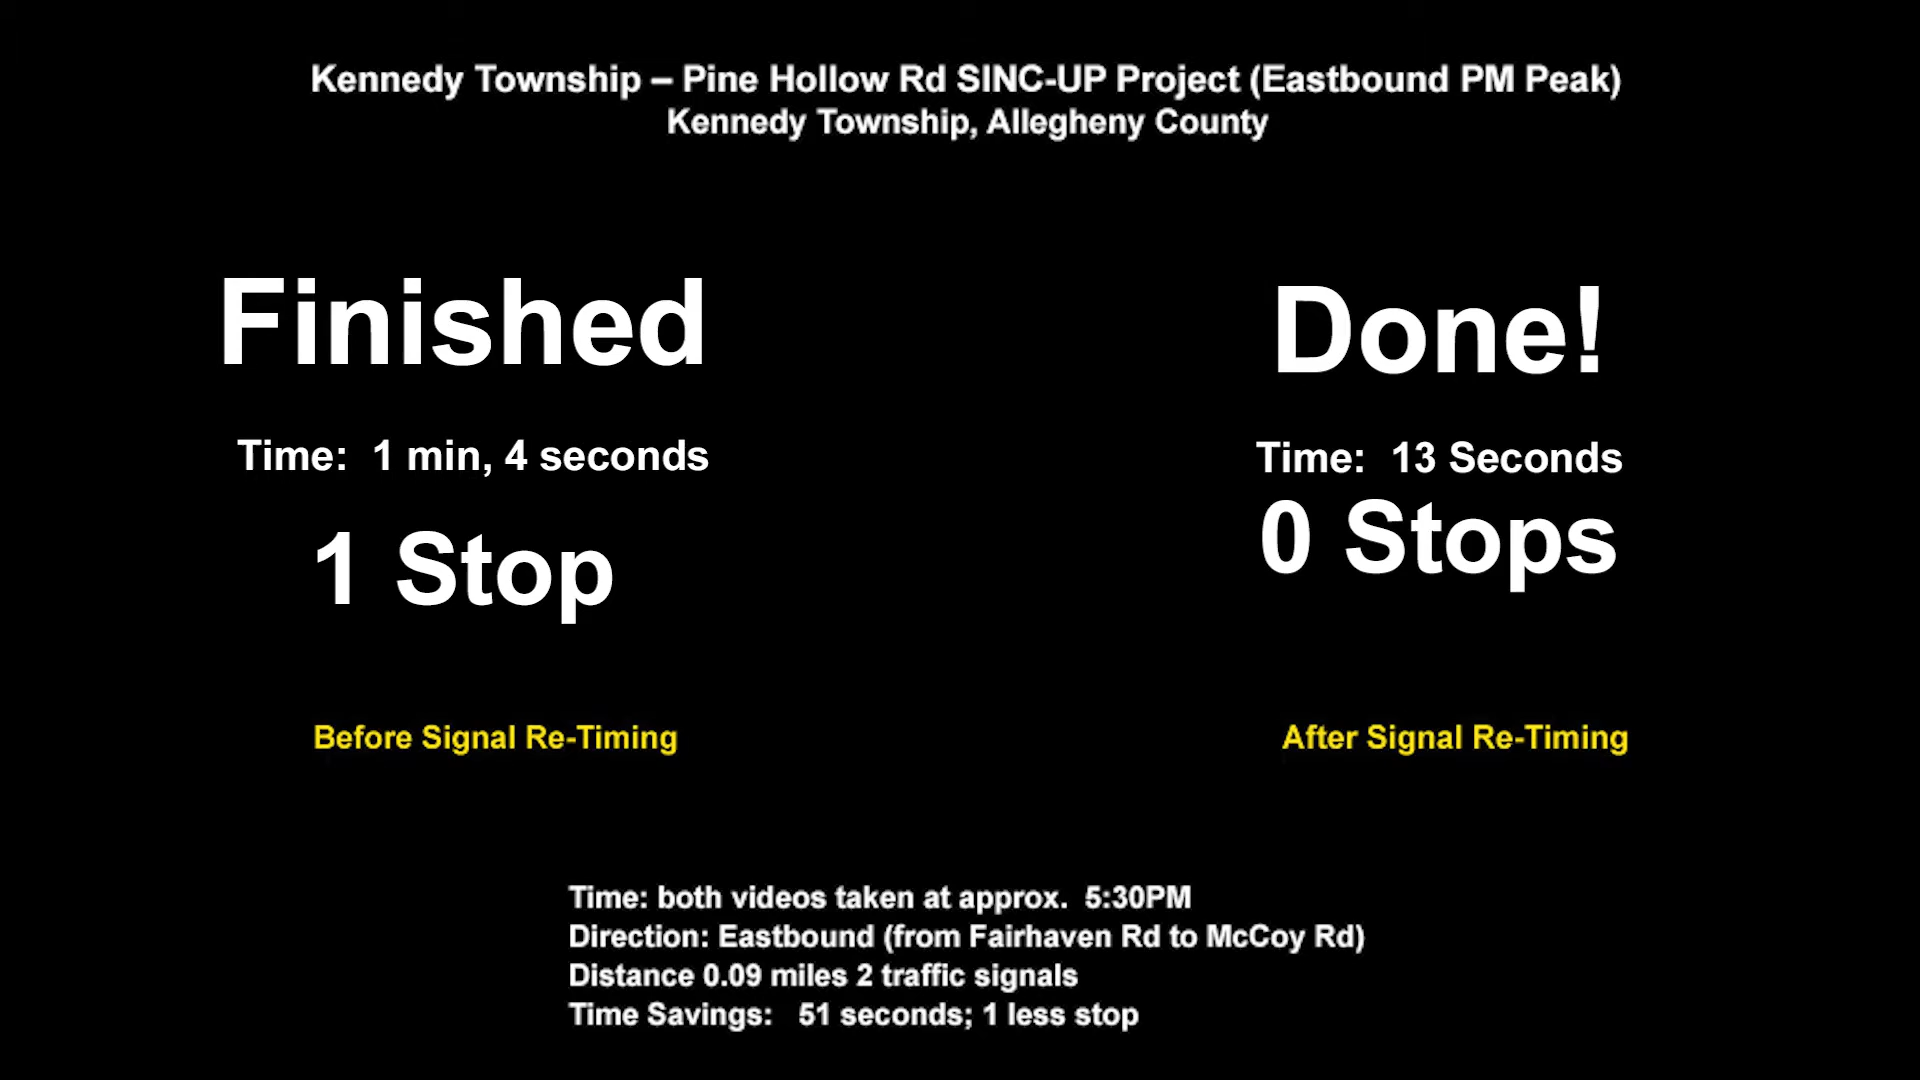 Kennedy Township – Pine Hollow Rd SINC-UP Project (Eastbound PM Peak)
Kennedy Township, Allegheny County
Finished
Time: 1 min, 4 seconds
1 Stop
Before Signal Re-Timing
Done!
Time: 13 Seconds
0 Stops
After Signal Re-Timing
Time: both videos taken at approx. 5:30PM
Direction: Eastbound (from Fairhaven Rd to McCoy Rd)
Distance 0.09 miles 2 traffic signals
Time Savings: 51 seconds; 1 less stop